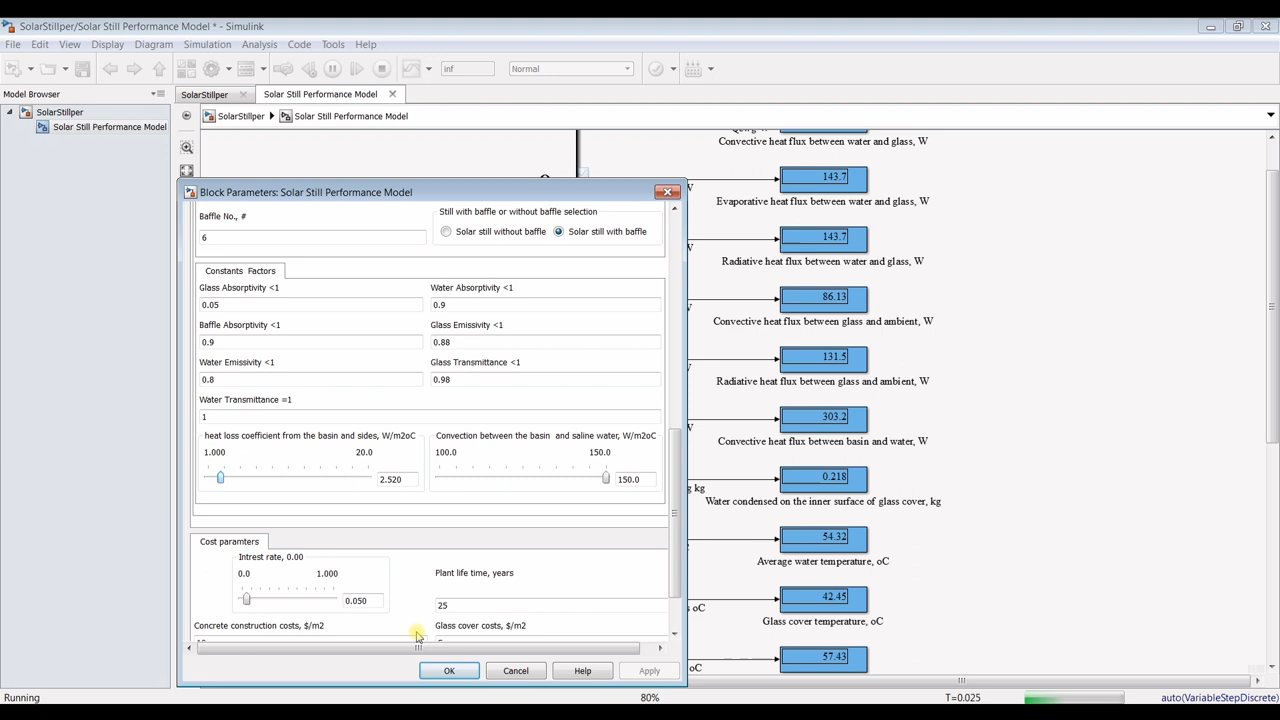 SolarStillper/Solar Still Performance Model * - Simulink
File Edit View Display Diagram Simulation Analysis Code Tools Help
inf
Normal
Model Browser
SolarStillper
Solar Still Performance Model
SolarStillper
Solar Still Performance Model
SolarStillper
Solar Still Performance Model
Block Parameters: Solar Still Performance Model
Baffle No., #
6
Still with baffle or without baffle selection
Solar still without baffle
Solar still with baffle
Constants Factors
Glass Absorptivity <1
Water Absorptivity <1
0.05
0.9
Baffle Absorptivity <1
Glass Emissivity <1
0.9
0.88
Water Emissivity <1
Glass Transmittance <1
0.8
0.98
Water Transmittance =1
1
heat loss coefficient from the basin and sides, W/m2oC
1.000
20.0
2.520
Convection between the basin and saline water, W/m2oC
100.0
150.0
150.0
Cost paramters
Intrest rate, 0.00
0.0
1.000
0.050
Plant life time, years
25
Concrete construction costs, $/m2
Glass cover costs, $/m2
OK
Cancel
Help
Apply
Convective heat flux between water and glass, W
143.7
Evaporative heat flux between water and glass, W
143.7
Radiative heat flux between water and glass, W
86.13
Convective heat flux between glass and ambient, W
131.5
Radiative heat flux between glass and ambient, W
303.2
Convective heat flux between basin and water, W
0.218
kg
Water condensed on the inner surface of glass cover, kg
54.32
Average water temperature, oC
oC
42.45
Glass cover temperature, oC
oC
57.43
Running
80%
T=0.025
auto(VariableStepDiscrete)